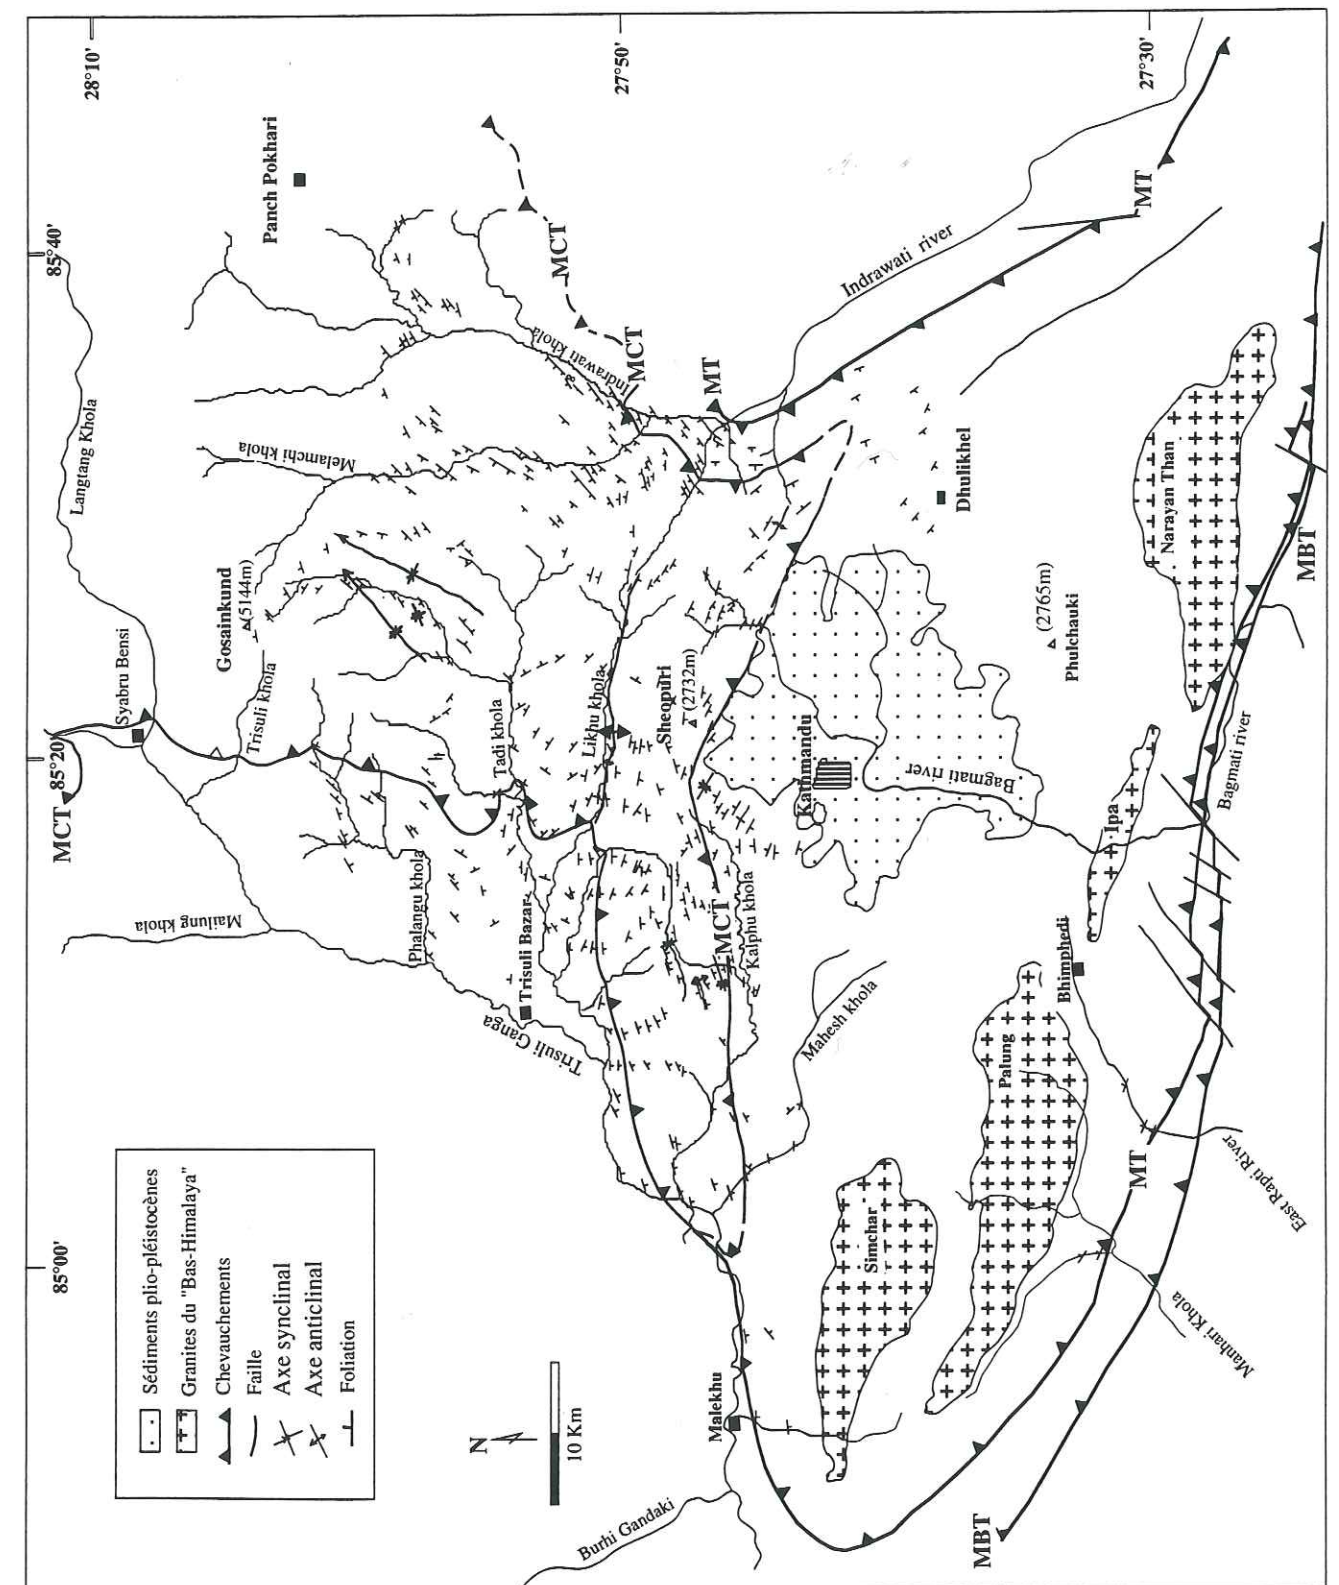 28°10'
27°50'
27°30'
85°40'
85°20'
85°00'
Panch Pokhari
MCT
Indrawati river
MT
Langtang Khola
Indrawati khola
MCT
MT
Melamchi khola
Narayan Than
Dhulikhel
MBT
Gosainkund
(5144m)
Syabru Bensi
Trisuli khola
Tadi khola
Likhu khola
Sheopuri
(2732m)
(2765m)
Phulchauki
Kathmandu
Bagmati river
Bagmati river
Ipa
MCT
Mailung khola
Phalangu khola
Trisuli Bazar
MCT
Kalphu khola
Trisuli Ganga
Mahesh khola
Bhimphedi
Palung
MT
East Rapti River
Simchar
Manhari Khola
Malekhu
Burhi Gandaki
MBT
Sédiments plio-pléistocènes
Granites du "Bas-Himalaya"
Chevauchements
Faille
Axe synclinal
Axe anticlinal
Foliation
N
10 Km